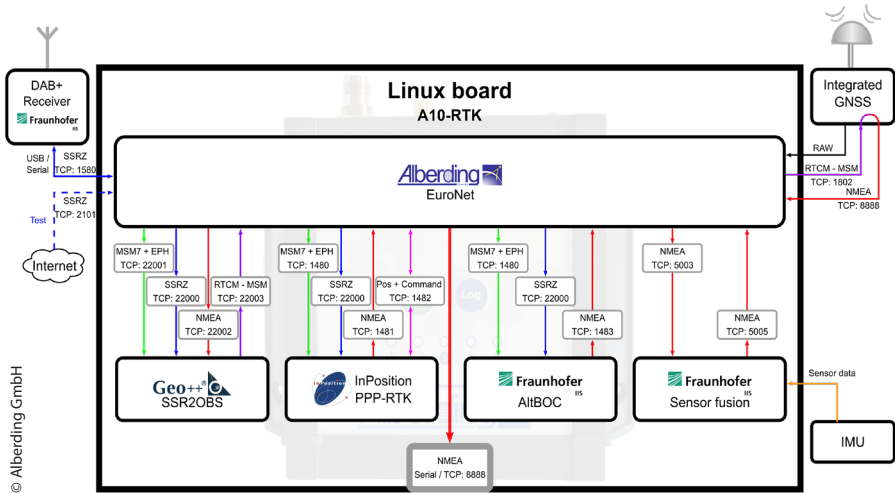 DAB+
Receiver
Fraunhofer
IIS
Linux board
A10-RTK
Integrated
GNSS
USB /
Serial
SSRZ
TCP: 1580
Alberding
EuroNet
RAW
RTCM - MSM
TCP: 1802
NMEA
TCP: 8888
SSRZ
TCP: 2101
Test
Internet
MSM7 + EPH
TCP: 22001
SSRZ
TCP: 22000
NMEA
TCP: 22002
RTCM - MSM
TCP: 22003
MSM7 + EPH
TCP: 1480
SSRZ
TCP: 22000
NMEA
TCP: 1481
Pos + Command
TCP: 1482
Log
MSM7 + EPH
TCP: 1480
SSRZ
TCP: 22000
NMEA
TCP: 1483
NMEA
TCP: 5003
NMEA
TCP: 5005
Geo++®
SSR2OBS
InPosition
InPosition
PPP-RTK
Fraunhofer
IIS
AltBOC
Fraunhofer
IIS
Sensor fusion
Sensor data
IMU
NMEA
Serial / TCP: 8888
© Alberding GmbH